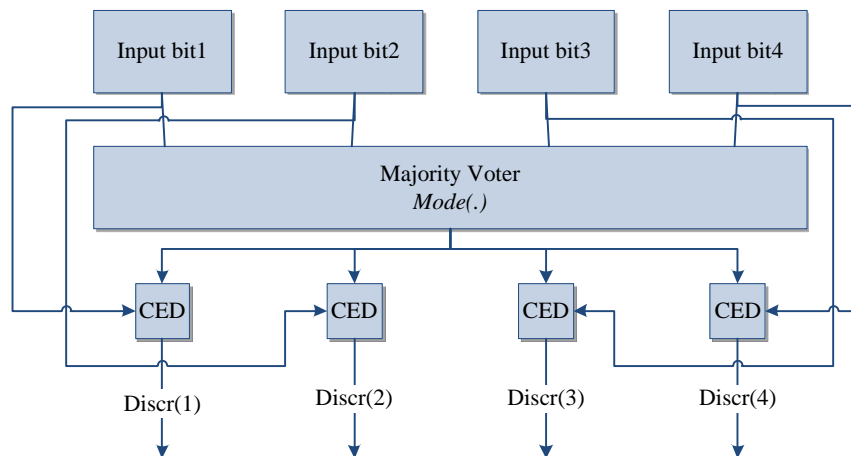 Input bit1
Input bit2
Input bit3
Input bit4
Majority Voter
Mode(.)
CED
CED
CED
CED
Discr(1)
Discr(2)
Discr(3)
Discr(4)